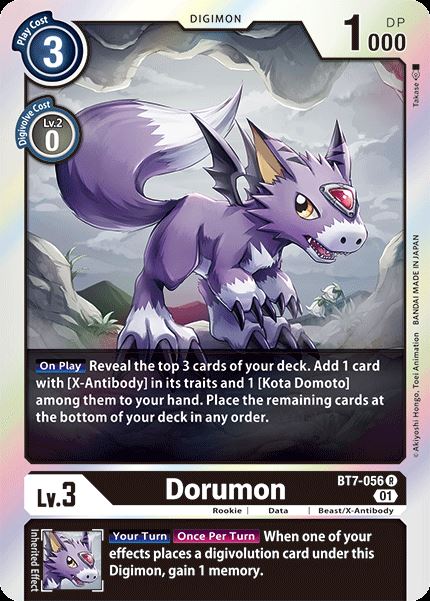 Play Cost
3
DIGIMON
DP
1000
Digivolve Cost
Lv.2
0
Takase
© Akiyoshi Hongo, Toei Animation BANDAI MADE IN JAPAN
On Play Reveal the top 3 cards of your deck. Add 1 card
with [X-Antibody] in its traits and 1 [Kota Domoto]
among them to your hand. Place the remaining cards at
the bottom of your deck in any order.
Lv.3
Dorumon
BT7-056 R
01
Rookie | Data | Beast/X-Antibody
Inherited Effect
Your Turn Once Per Turn When one of your
effects places a digivolution card under this
Digimon, gain 1 memory.